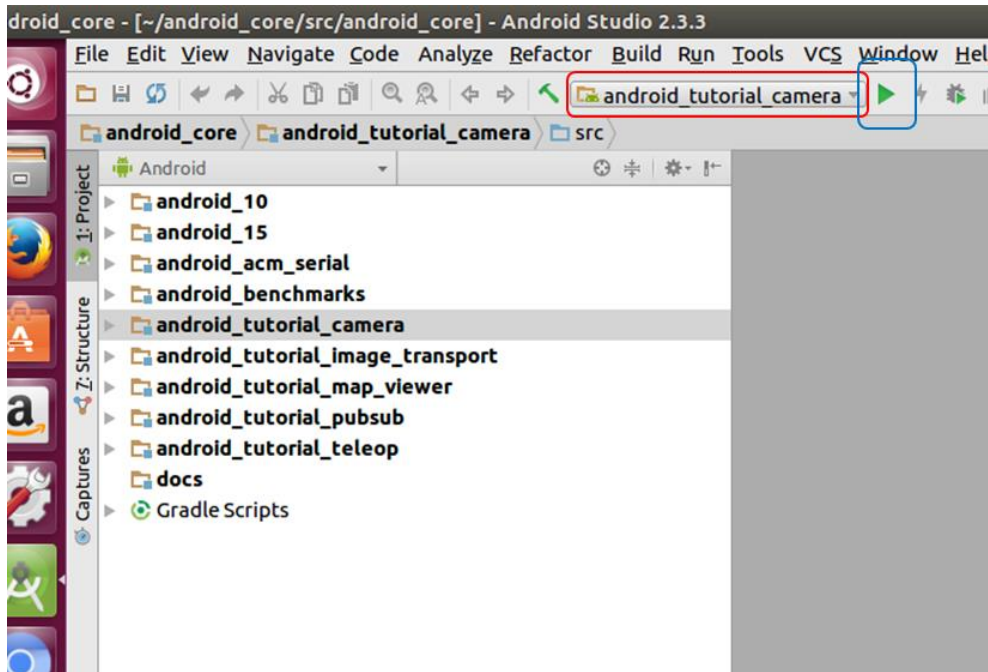 droid_core - [~/android_core/src/android_core] - Android Studio 2.3.3
File Edit View Navigate Code Analyze Refactor Build Run Tools VCS Window Hel
android_tutorial_camera
android_core android_tutorial_camera src
1: Project
Android
android_10
android_15
android_acm_serial
android_benchmarks
Z: Structure
android_tutorial_camera
android_tutorial_image_transport
android_tutorial_map_viewer
android_tutorial_pubsub
Captures
android_tutorial_teleop
docs
Gradle Scripts
a